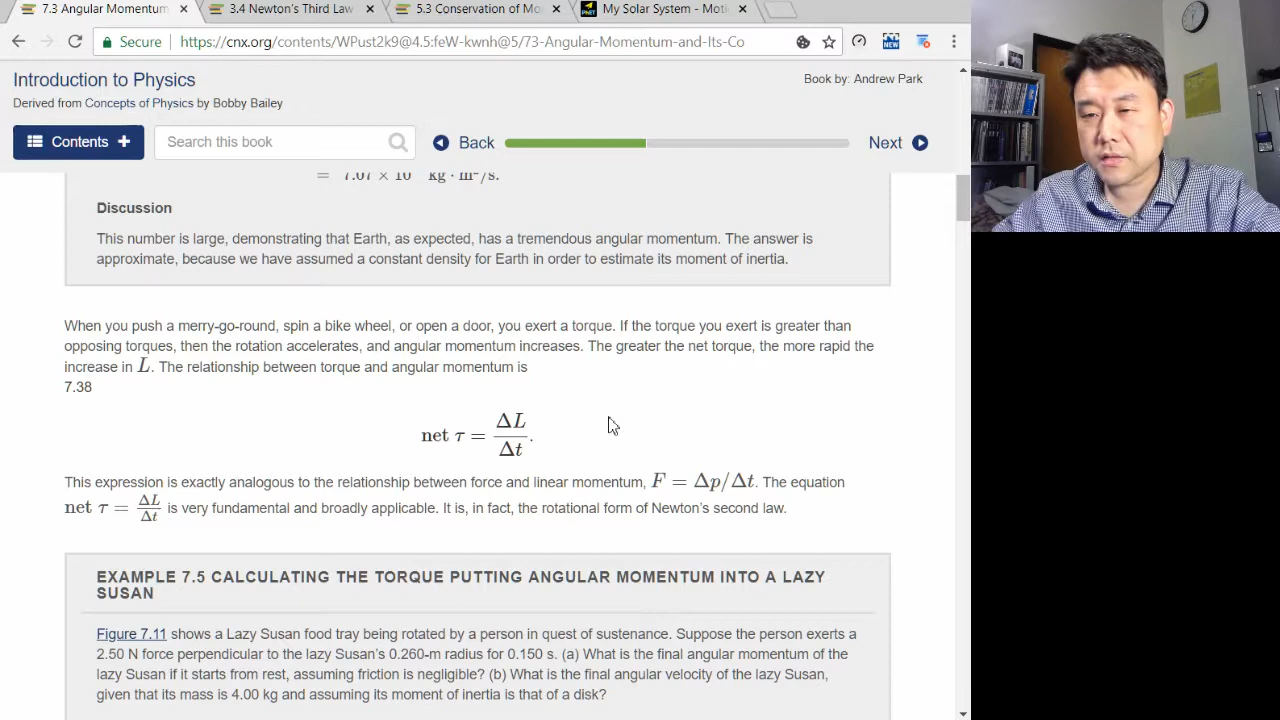 7.3 Angular Momentum
3.4 Newton's Third Law
5.3 Conservation of Mo
My Solar System - Moti
Secure
https://cnx.org/contents/WPust2k9@4.5:feW-kwnh@5/73-Angular-Momentum-and-Its-Co
NEW
Introduction to Physics
Book by: Andrew Park
Derived from Concepts of Physics by Bobby Bailey
Contents +
Search this book
Back
Next
= 7.07 × 10 kg · m²/s.
Discussion
This number is large, demonstrating that Earth, as expected, has a tremendous angular momentum. The answer is
approximate, because we have assumed a constant density for Earth in order to estimate its moment of inertia.
When you push a merry-go-round, spin a bike wheel, or open a door, you exert a torque. If the torque you exert is greater than
opposing torques, then the rotation accelerates, and angular momentum increases. The greater the net torque, the more rapid the
increase in L. The relationship between torque and angular momentum is
7.38
net τ = ΔL/Δt.
This expression is exactly analogous to the relationship between force and linear momentum, F = Δp/Δt. The equation
net τ = ΔL/Δt is very fundamental and broadly applicable. It is, in fact, the rotational form of Newton's second law.
EXAMPLE 7.5 CALCULATING THE TORQUE PUTTING ANGULAR MOMENTUM INTO A LAZY
SUSAN
Figure 7.11 shows a Lazy Susan food tray being rotated by a person in quest of sustenance. Suppose the person exerts a
2.50 N force perpendicular to the lazy Susan's 0.260-m radius for 0.150 s. (a) What is the final angular momentum of the
lazy Susan if it starts from rest, assuming friction is negligible? (b) What is the final angular velocity of the lazy Susan,
given that its mass is 4.00 kg and assuming its moment of inertia is that of a disk?